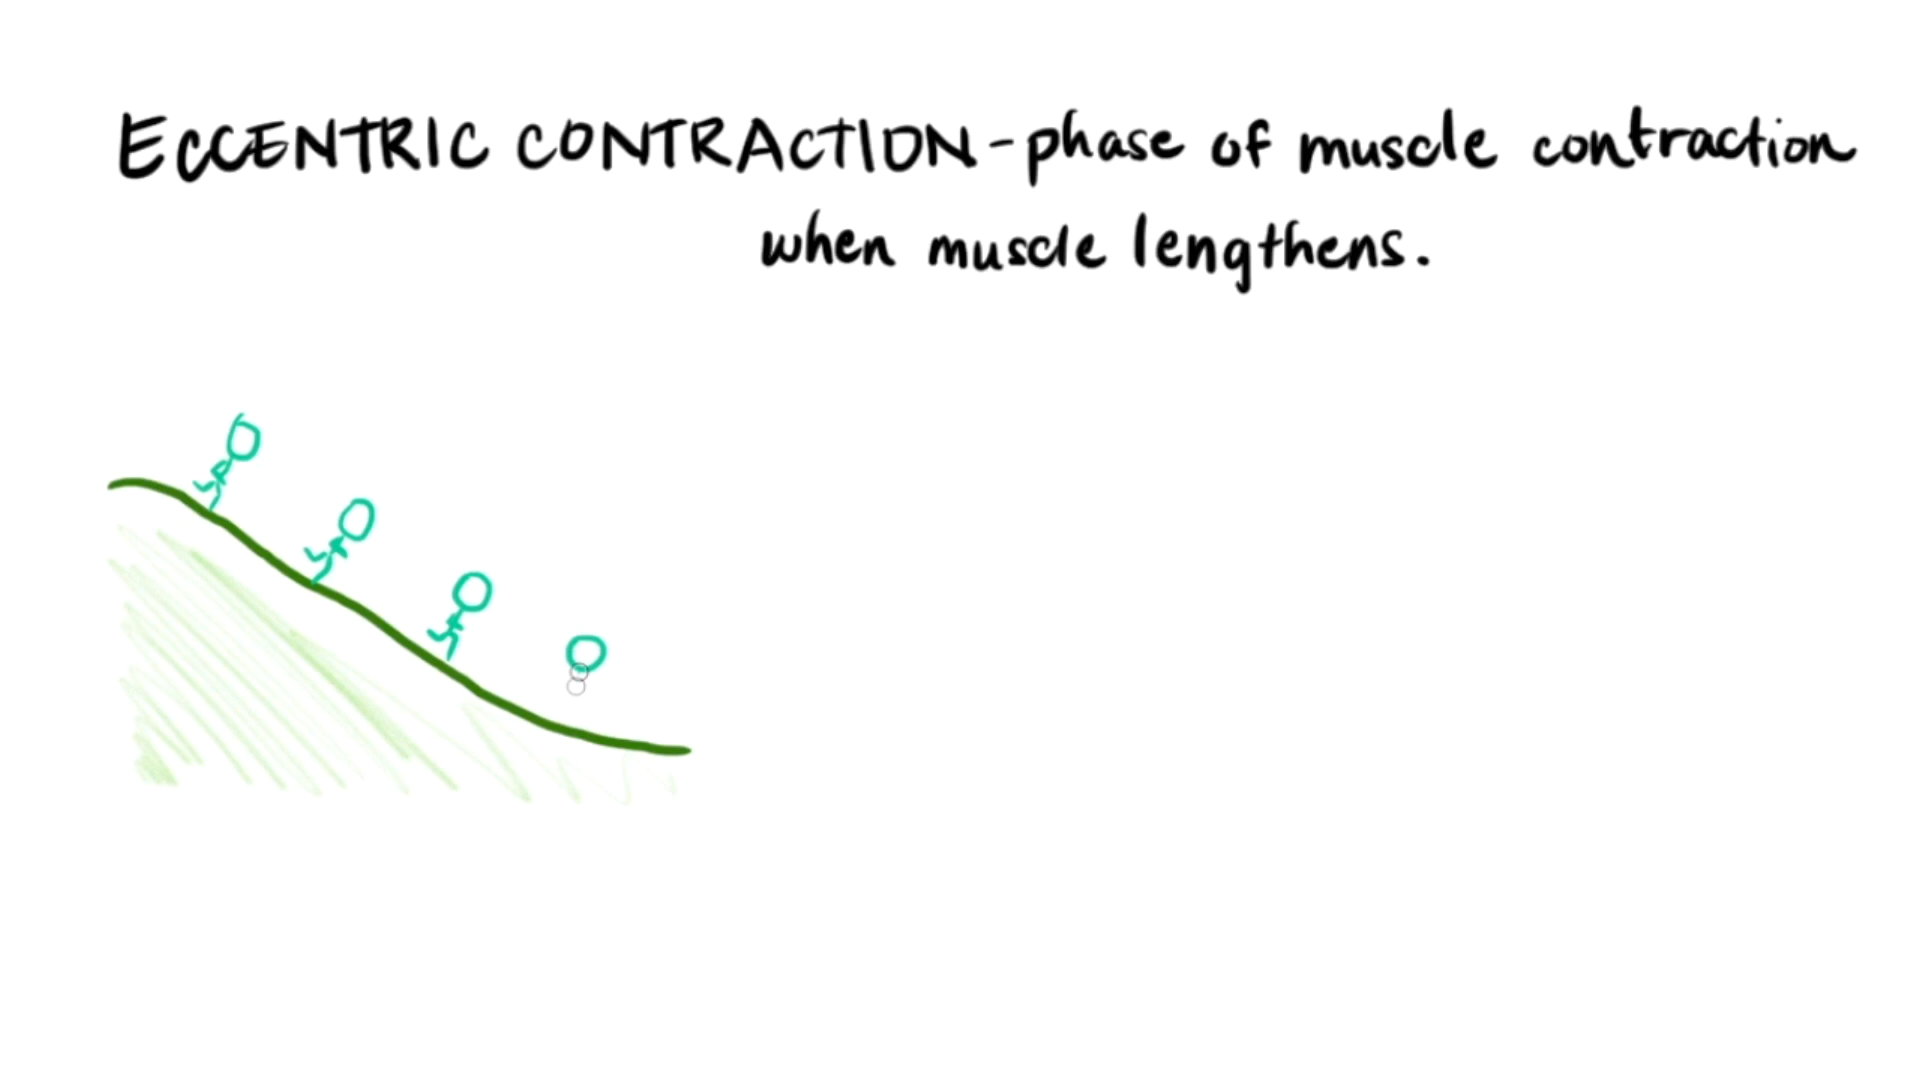 ECCENTRIC CONTRACTION - phase of muscle contraction
when muscle lengthens.